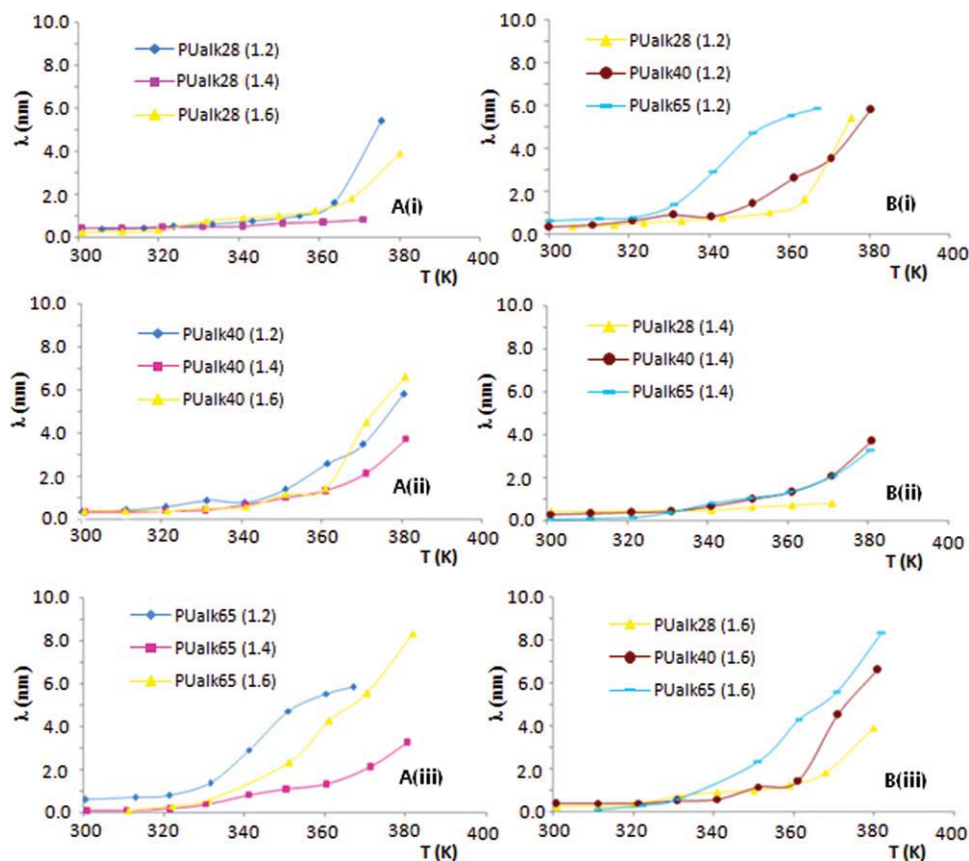 10.0
8.0
6.0
4.0
2.0
0.0
λ (nm)
PUalk28 (1.2)
PUalk28 (1.4)
PUalk28 (1.6)
A(i)
300 320 340 360 380 400
T (K)
10.0
8.0
6.0
4.0
2.0
0.0
λ (nm)
PUalk28 (1.2)
PUalk40 (1.2)
PUalk65 (1.2)
B(i)
300 320 340 360 380 400
T (K)
10.0
8.0
6.0
4.0
2.0
0.0
λ (nm)
PUalk40 (1.2)
PUalk40 (1.4)
PUalk40 (1.6)
A(ii)
300 320 340 360 380 400
T (K)
10.0
8.0
6.0
4.0
2.0
0.0
λ (nm)
PUalk28 (1.4)
PUalk40 (1.4)
PUalk65 (1.4)
B(ii)
300 320 340 360 380 400
T (K)
10.0
8.0
6.0
4.0
2.0
0.0
λ (nm)
PUalk65 (1.2)
PUalk65 (1.4)
PUalk65 (1.6)
A(iii)
300 320 340 360 380 400
T (K)
10.0
8.0
6.0
4.0
2.0
0.0
λ (nm)
PUalk28 (1.6)
PUalk40 (1.6)
PUalk65 (1.6)
B(iii)
300 320 340 360 380 400
T (K)